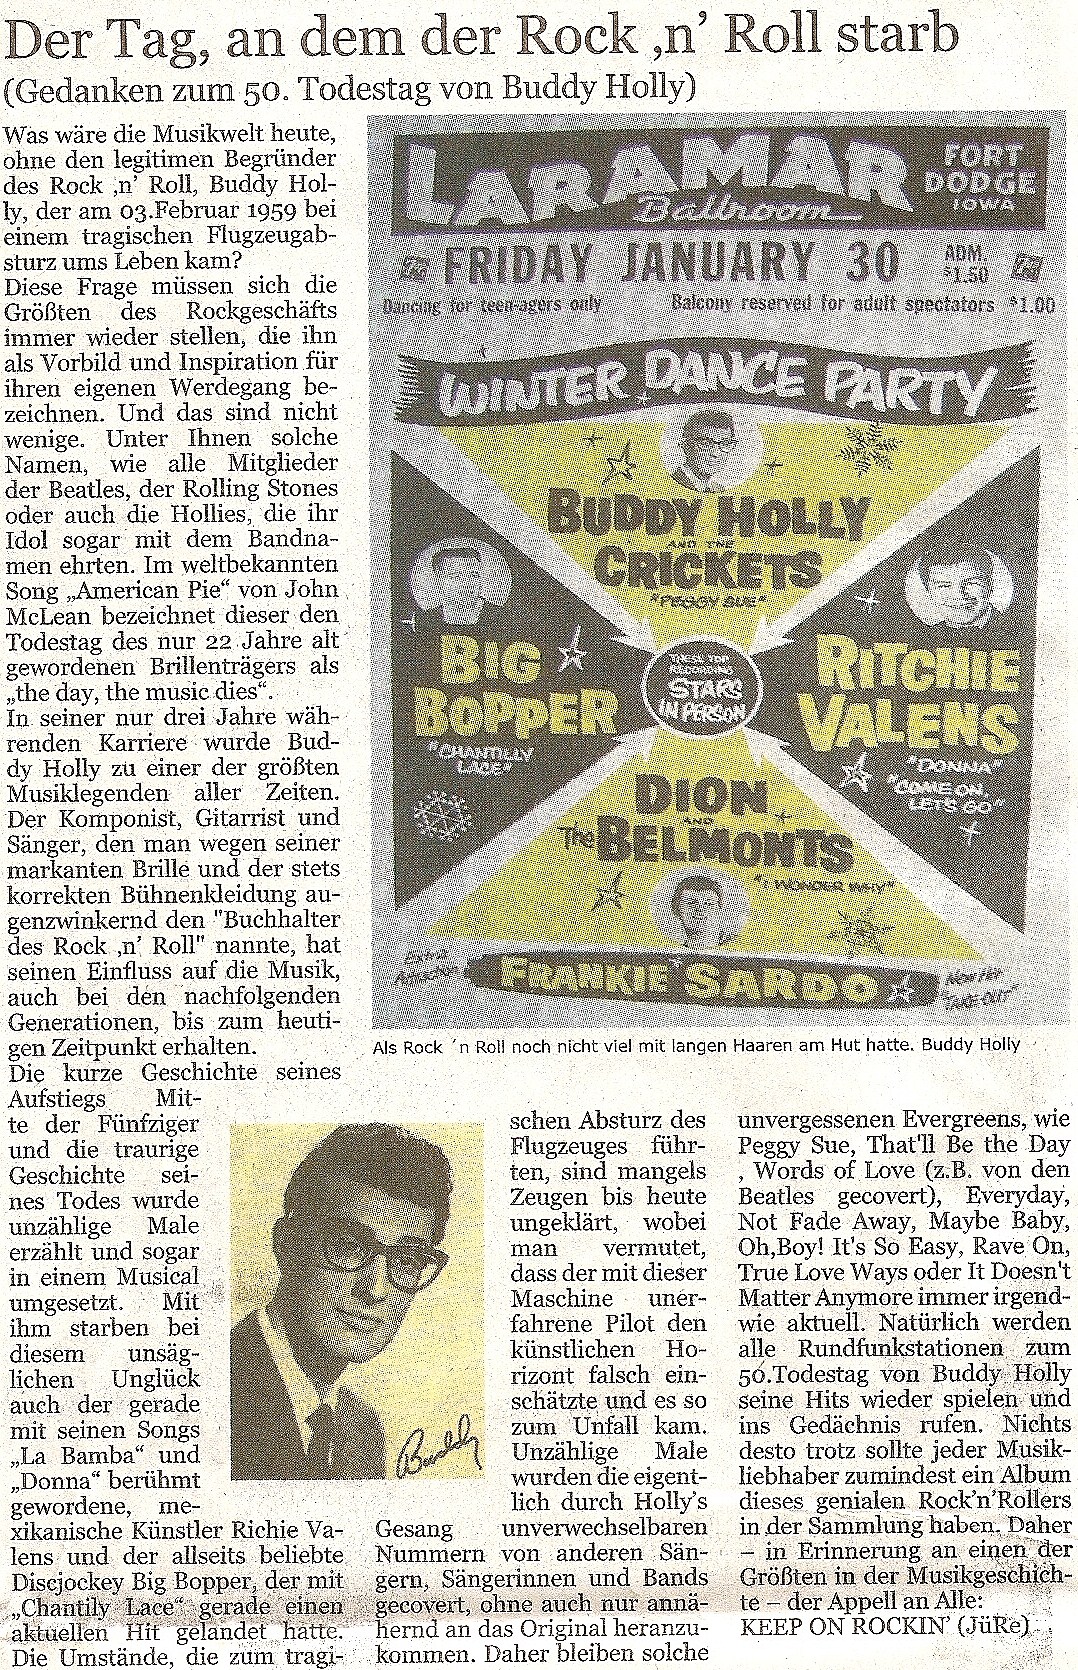 Der Tag, an dem der Rock ‚n’ Roll starb
(Gedanken zum 50. Todestag von Buddy Holly)
Was wäre die Musikwelt heute,
ohne den legitimen Begründer
des Rock ‚n’ Roll, Buddy Hol-
ly, der am 03.Februar 1959 bei
einem tragischen Flugzeugab-
sturz ums Leben kam?
Diese Frage müssen sich die
Größten des Rockgeschäfts
immer wieder stellen, die ihn
als Vorbild und Inspiration für
ihren eigenen Werdegang be-
zeichnen. Und das sind nicht
wenige. Unter Ihnen solche
Namen, wie alle Mitglieder
der Beatles, der Rolling Stones
oder auch die Hollies, die ihr
Idol sogar mit dem Bandna-
men ehrten. Im weltbekannten
Song „American Pie“ von John
McLean bezeichnet dieser den
Todestag des nur 22 Jahre alt
gewordenen Brillenträgers als
„the day, the music dies“.
In seiner nur drei Jahre wäh-
renden Karriere wurde Bud-
dy Holly zu einer der größten
Musiklegenden aller Zeiten.
Der Komponist, Gitarrist und
Sänger, den man wegen seiner
markanten Brille und der stets
korrekten Bühnenkleidung au-
genzwinkernd den "Buchhalter
des Rock ‚n’ Roll" nannte, hat
seinen Einfluss auf die Musik,
auch bei den nachfolgenden
Generationen, bis zum heuti-
gen Zeitpunkt erhalten.
Die kurze Geschichte seines
Aufstiegs Mit-
te der Fünfziger
und die traurige
Geschichte sei-
nes Todes wurde
unzählige Male
erzählt und sogar
in einem Musical
umgesetzt. Mit
ihm starben bei
diesem unsäg-
lichen Unglück
auch der gerade
mit seinen Songs
„La Bamba“ und
„Donna“ berühmt
gewordene, me-
xikanische Künstler Richie Va-
lens und der allseits beliebte
Discjockey Big Bopper, der mit
„Chantily Lace“ gerade einen
aktuellen Hit gelandet hatte.
Die Umstände, die zum tragi-
LARAMAR
Ballroom
FORT
DODGE
IOWA
FRIDAY JANUARY 30
ADM.
$1.50
Dancing for teen-agers only
Balcony reserved for adult spectators $1.00
WINTER DANCE PARTY
BUDDY HOLLY
AND THE
CRICKETS
"PEGGY SUE"
BIG
BOPPER
"CHANTILLY
LACE"
THESE TOP
RECORDING
STARS
IN PERSON
RITCHIE
VALENS
"DONNA"
"COME ON,
LETS GO"
DION
AND
The BELMONTS
"I WONDER WHY"
Extra
Attraction
FRANKIE SARDO
"FAKE OUT"
Als Rock ´n Roll noch nicht viel mit langen Haaren am Hut hatte. Buddy Holly
Buddy
schen Absturz des
Flugzeuges führ-
ten, sind mangels
Zeugen bis heute
ungeklärt, wobei
man vermutet,
dass der mit dieser
Maschine uner-
fahrene Pilot den
künstlichen Ho-
rizont falsch ein-
schätzte und es so
zum Unfall kam.
Unzählige Male
wurden die eigent-
lich durch Holly’s
Gesang unverwechselbaren
Nummern von anderen Sän-
gern, Sängerinnen und Bands
gecovert, ohne auch nur annä-
hernd an das Original heranzu-
kommen. Daher bleiben solche
unvergessenen Evergreens, wie
Peggy Sue, That'll Be the Day
, Words of Love (z.B. von den
Beatles gecovert), Everyday,
Not Fade Away, Maybe Baby,
Oh,Boy! It's So Easy, Rave On,
True Love Ways oder It Doesn't
Matter Anymore immer irgend-
wie aktuell. Natürlich werden
alle Rundfunkstationen zum
50.Todestag von Buddy Holly
seine Hits wieder spielen und
ins Gedächnis rufen. Nichts
desto trotz sollte jeder Musik-
liebhaber zumindest ein Album
dieses genialen Rock’n’Rollers
in der Sammlung haben. Daher
– in Erinnerung an einen der
Größten in der Musikgeschich-
te – der Appell an Alle:
KEEP ON ROCKIN’ (JüRe)